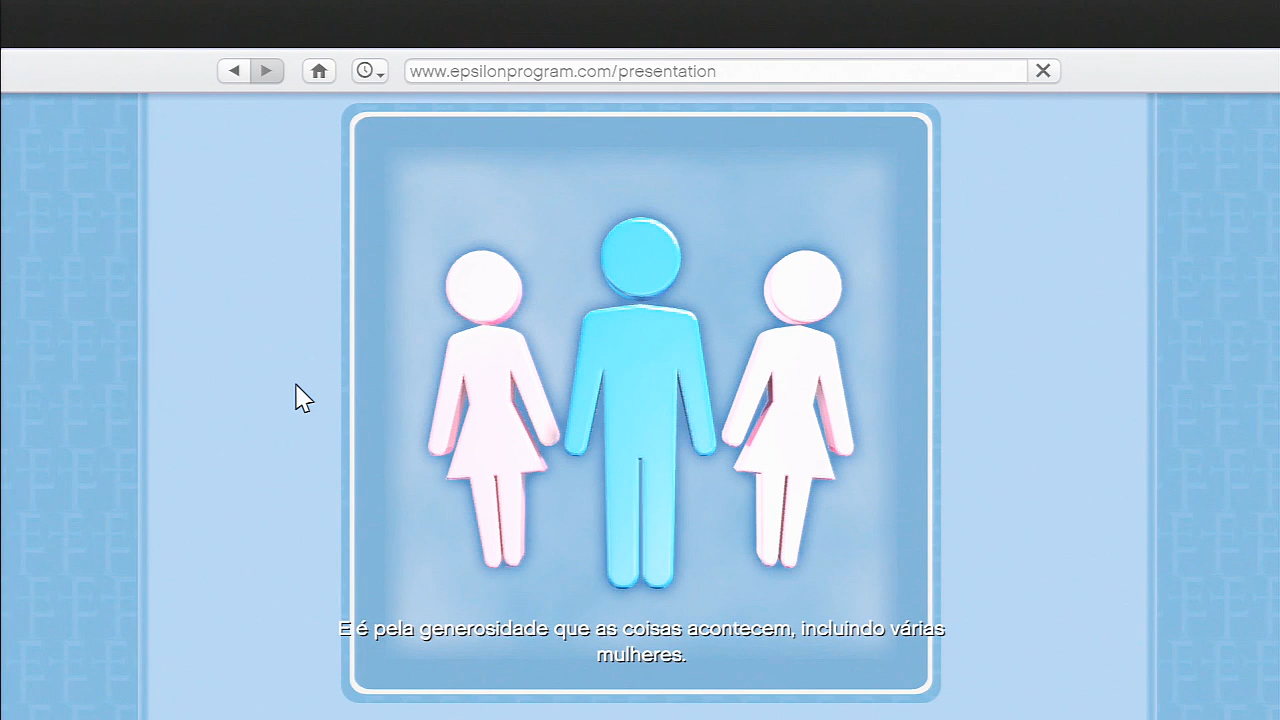 www.epsilonprogram.com/presentation
E é pela generosidade que as coisas acontecem, incluindo várias
mulheres.